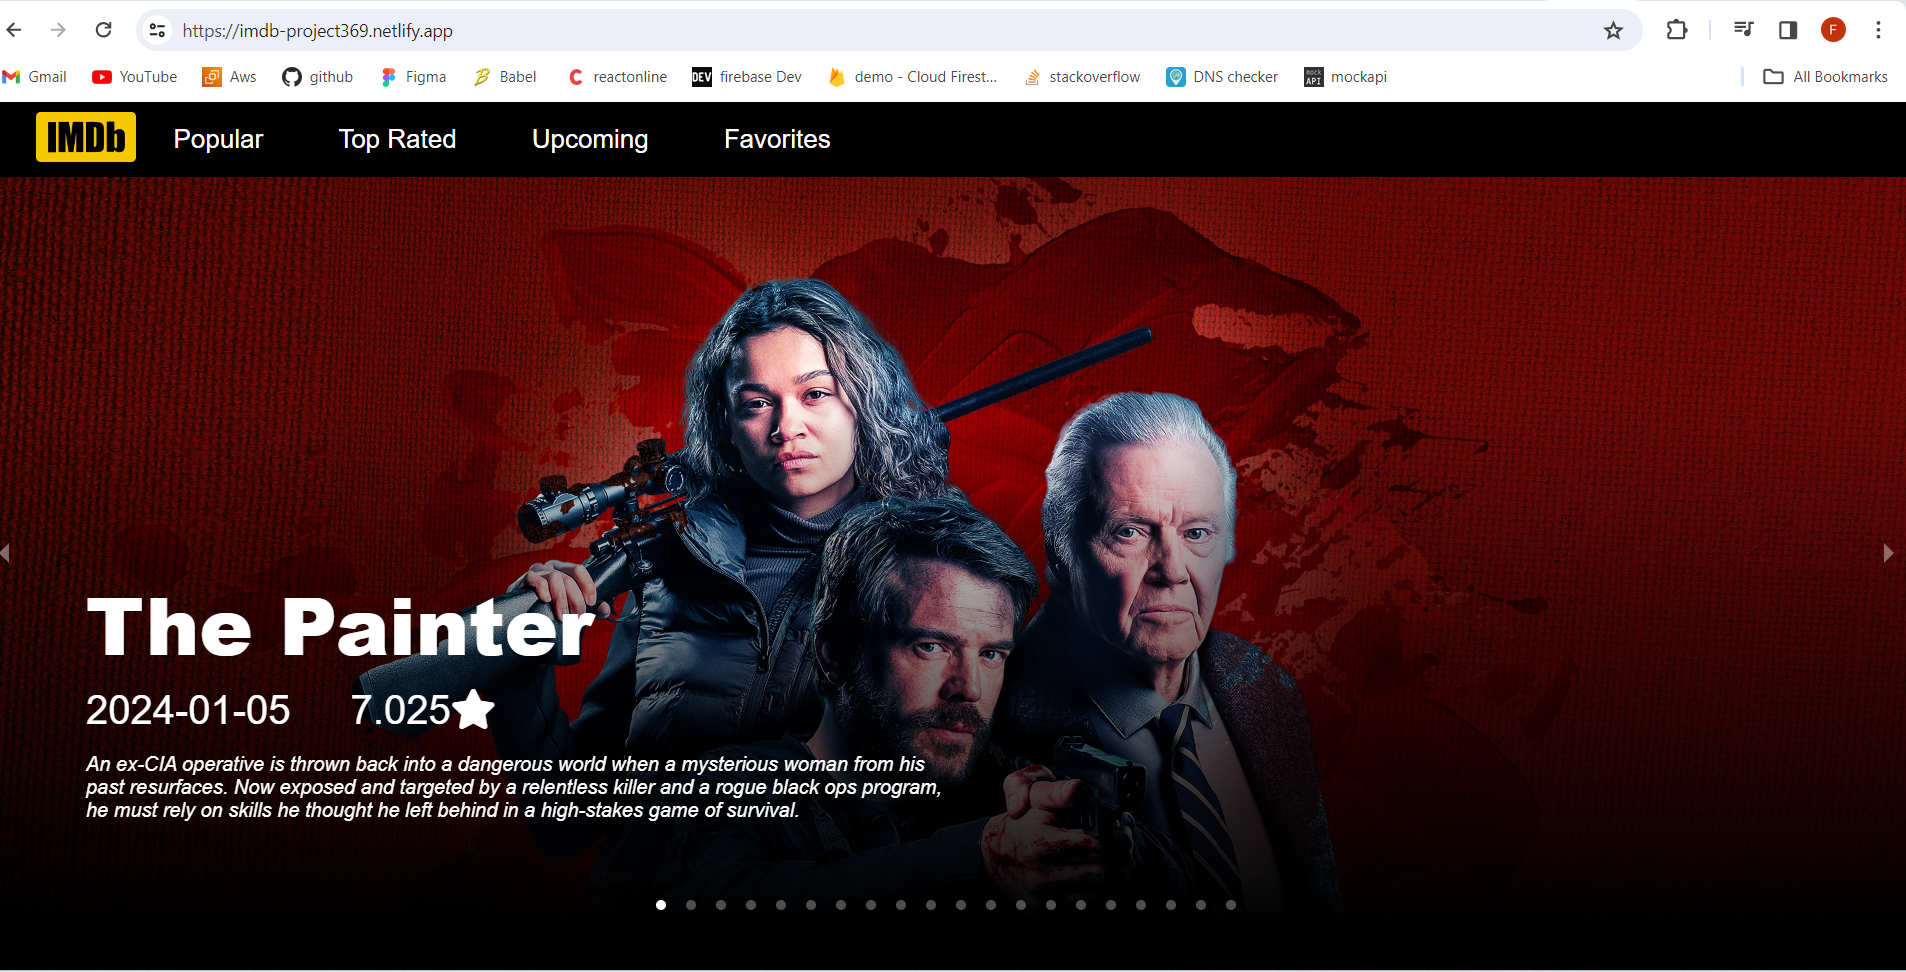 https://imdb-project369.netlify.app
F
Gmail YouTube Aws github Figma Babel reactonline DEV firebase Dev demo - Cloud Firest... stackoverflow DNS checker mock API mockapi All Bookmarks
IMDb Popular Top Rated Upcoming Favorites
The Painter
2024-01-05 7.025
An ex-CIA operative is thrown back into a dangerous world when a mysterious woman from his
past resurfaces. Now exposed and targeted by a relentless killer and a rogue black ops program,
he must rely on skills he thought he left behind in a high-stakes game of survival.